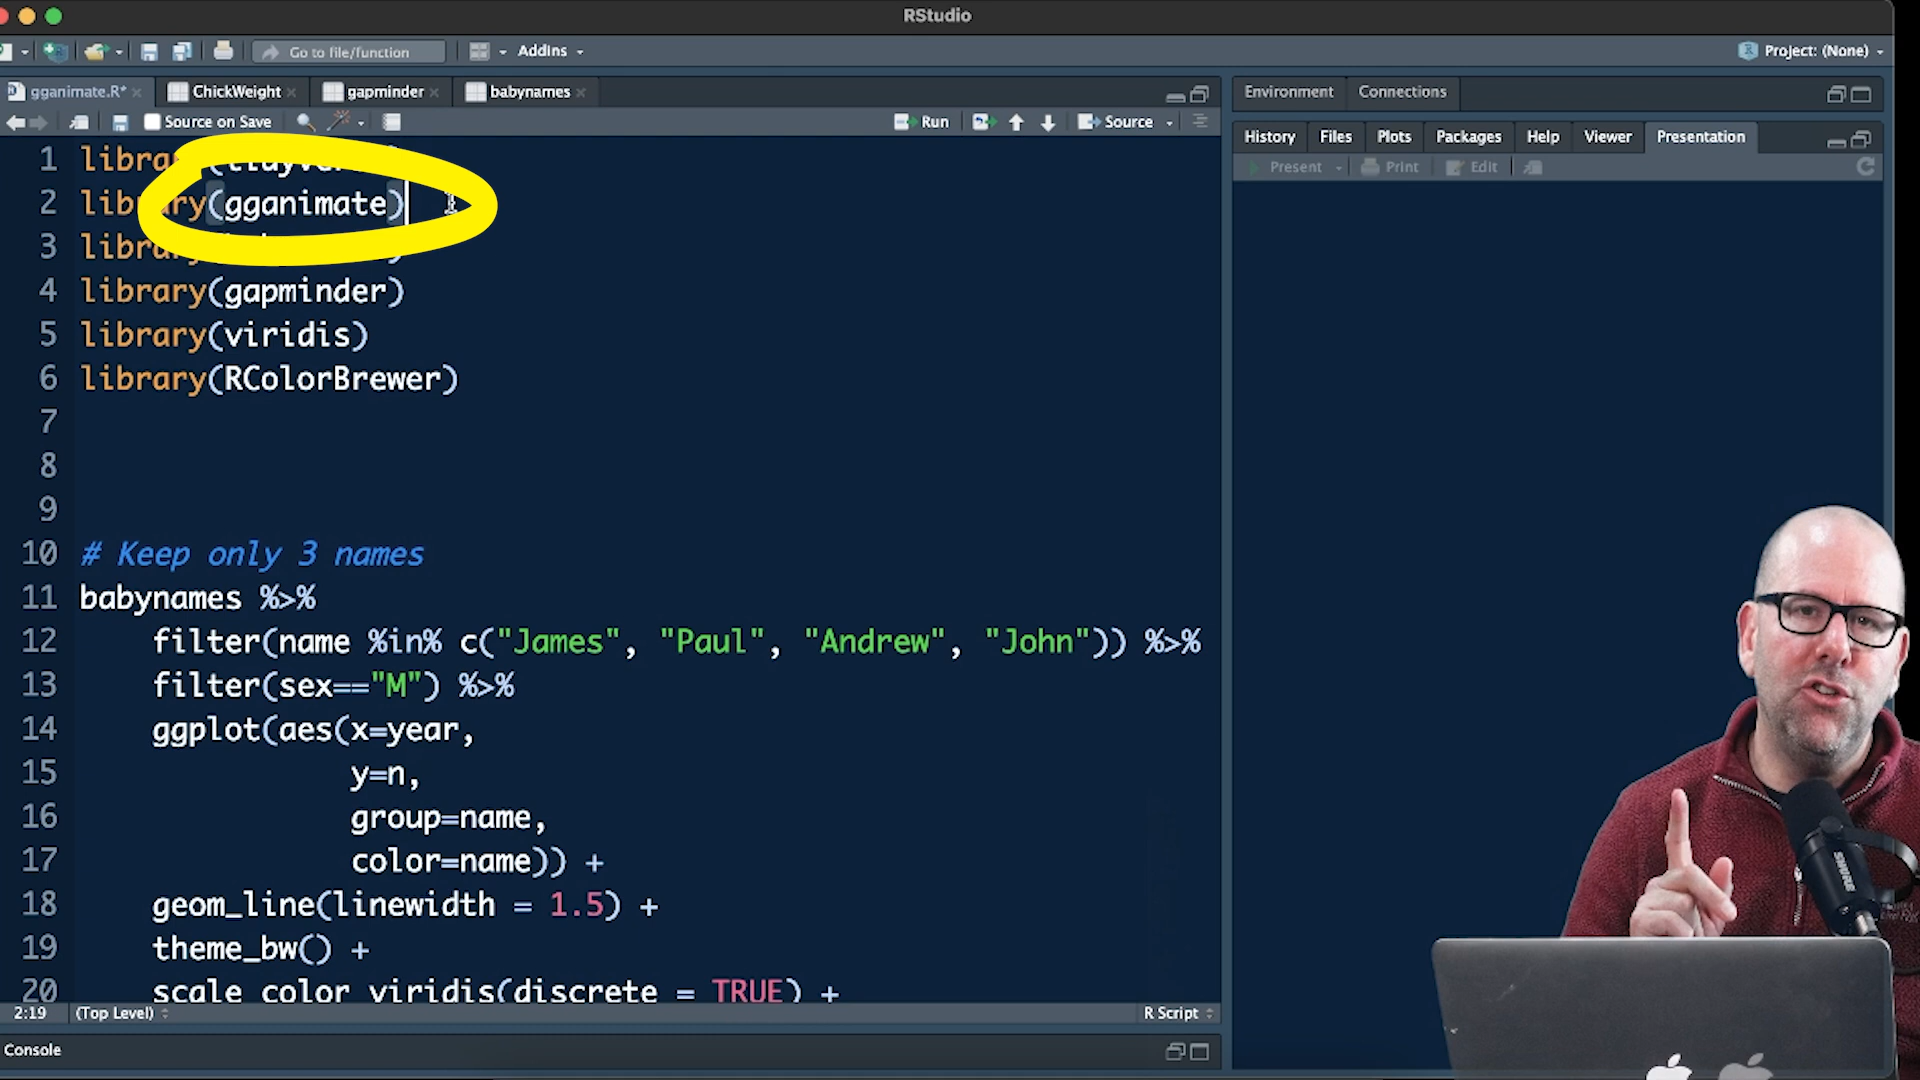 RStudio
Go to file/function
Addins
Project: (None)
gganimate.R*
ChickWeight
gapminder
babynames
Environment
Connections
Source on Save
Run
Source
History
Files
Plots
Packages
Help
Viewer
Presentation
Present
Print
Edit
1
2 library(gganimate)
3
4 library(gapminder)
5 library(viridis)
6 library(RColorBrewer)
7
8
9
10 # Keep only 3 names
11 babynames %>%
12 filter(name %in% c("James", "Paul", "Andrew", "John")) %>%
13 filter(sex=="M") %>%
14 ggplot(aes(x=year,
15 y=n,
16 group=name,
17 color=name)) +
18 geom_line(linewidth = 1.5) +
19 theme_bw() +
20 scale_color_viridis(discrete = TRUE) +
2:19
(Top Level)
R Script
Console
SHURE